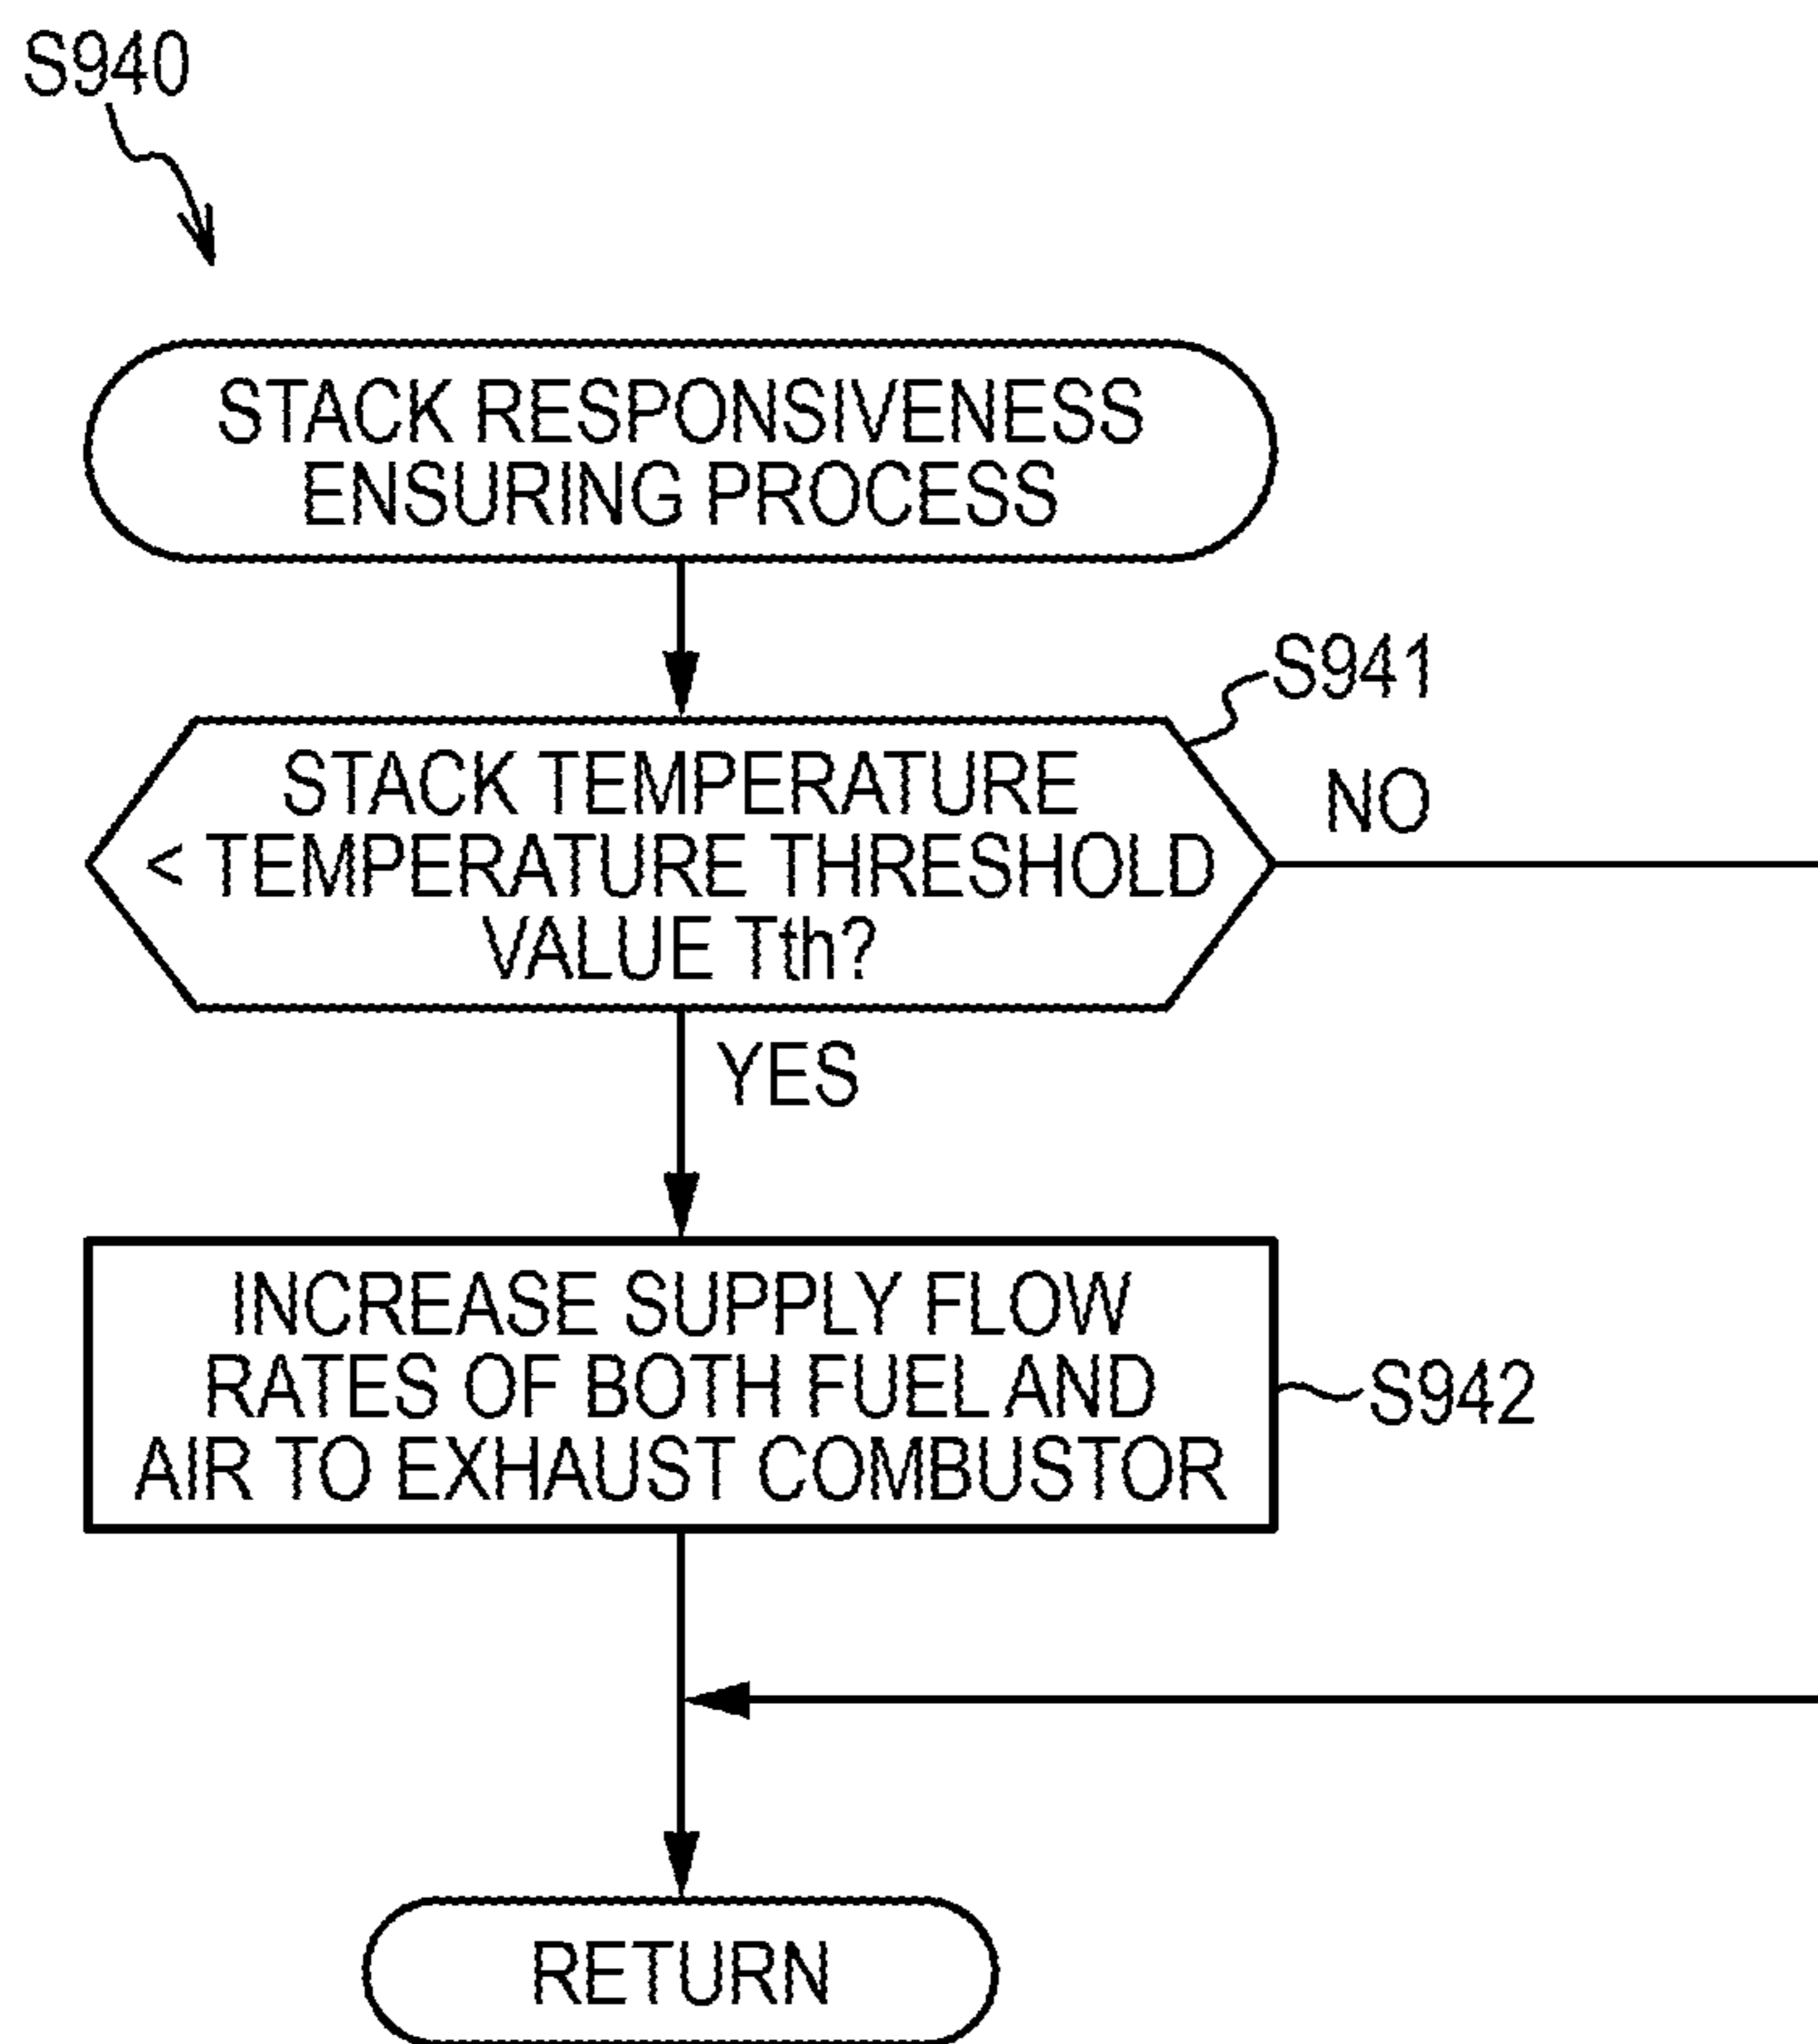 S940
STACK RESPONSIVENESS
ENSURING PROCESS
S941
STACK TEMPERATURE
< TEMPERATURE THRESHOLD
VALUE Tth?
NO
YES
INCREASE SUPPLY FLOW
RATES OF BOTH FUEL AND
AIR TO EXHAUST COMBUSTOR
S942
RETURN